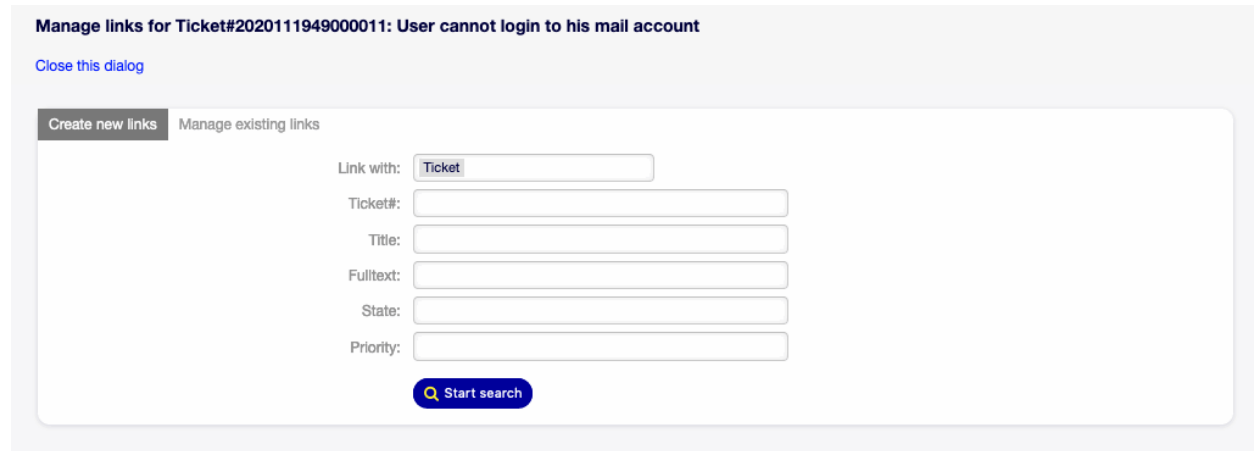 Manage links for Ticket#2020111949000011: User cannot login to his mail account
Close this dialog
Create new links Manage existing links
Link with: Ticket
Ticket#:
Title:
Fulltext:
State:
Priority:
Start search